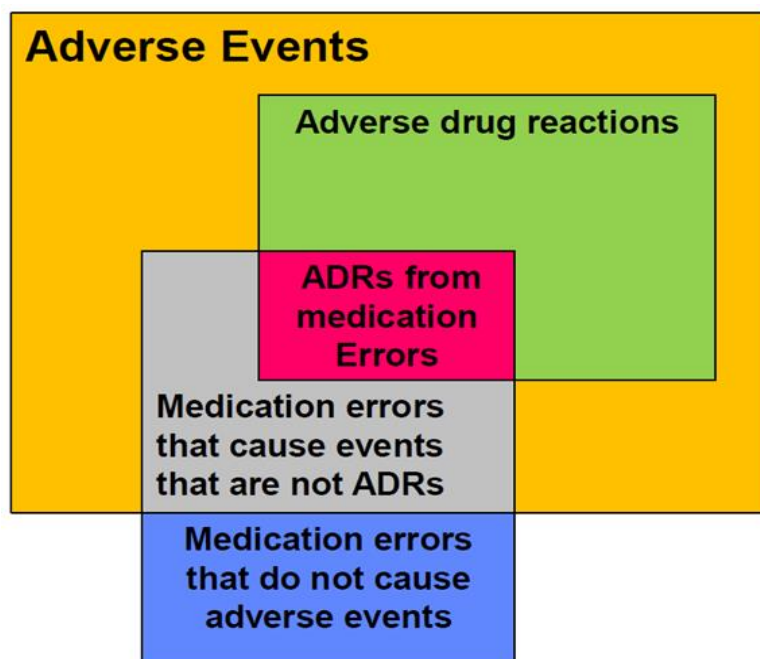 Adverse Events
Adverse drug reactions
ADRs from
medication
Errors
Medication errors
that cause events
that are not ADRs
Medication errors
that do not cause
adverse events